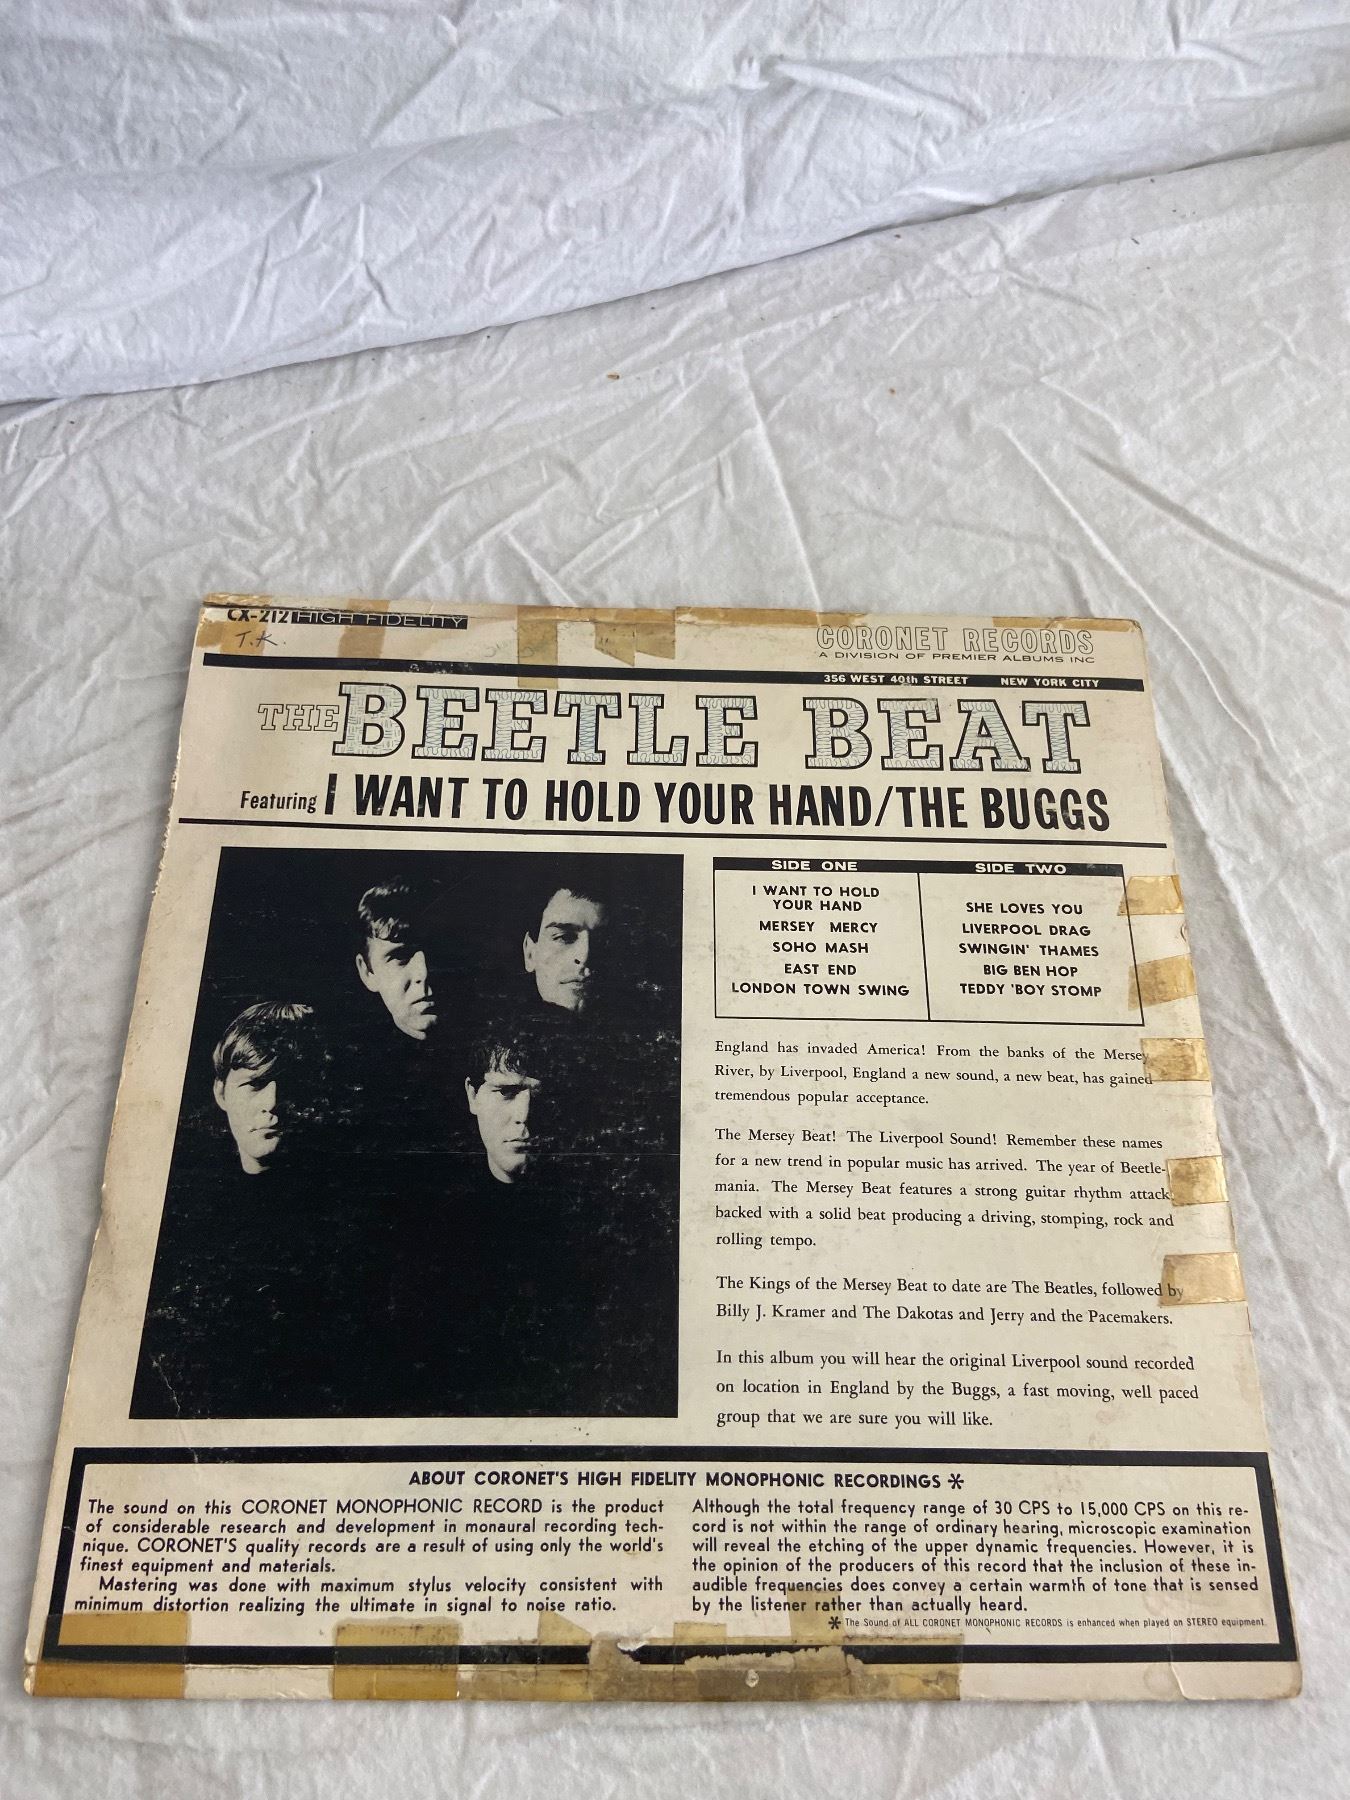 CX-212 HIGH FIDELITY
T.K.
CORONET RECORDS
A DIVISION OF PREMIER ALBUMS INC
356 WEST 40th STREET NEW YORK CITY
THE BEETLE BEAT
Featuring I WANT TO HOLD YOUR HAND/THE BUGGS
SIDE ONE
I WANT TO HOLD
YOUR HAND
MERSEY MERCY
SOHO MASH
EAST END
LONDON TOWN SWING
SIDE TWO
SHE LOVES YOU
LIVERPOOL DRAG
SWINGIN' THAMES
BIG BEN HOP
TEDDY 'BOY STOMP
England has invaded America! From the banks of the Mersey
River, by Liverpool, England a new sound, a new beat, has gained
tremendous popular acceptance.
The Mersey Beat! The Liverpool Sound! Remember these names
for a new trend in popular music has arrived. The year of Beetle-
mania. The Mersey Beat features a strong guitar rhythm attack
backed with a solid beat producing a driving, stomping, rock and
rolling tempo.
The Kings of the Mersey Beat to date are The Beatles, followed by
Billy J. Kramer and The Dakotas and Jerry and the Pacemakers.
In this album you will hear the original Liverpool sound recorded
on location in England by the Buggs, a fast moving, well paced
group that we are sure you will like.
ABOUT CORONET'S HIGH FIDELITY MONOPHONIC RECORDINGS *
The sound on this CORONET MONOPHONIC RECORD is the product
of considerable research and development in monaural recording tech-
nique. CORONET'S quality records are a result of using only the world's
finest equipment and materials.
Mastering was done with maximum stylus velocity consistent with
minimum distortion realizing the ultimate in signal to noise ratio.
Although the total frequency range of 30 CPS to 15,000 CPS on this re-
cord is not within the range of ordinary hearing, microscopic examination
will reveal the etching of the upper dynamic frequencies. However, it is
the opinion of the producers of this record that the inclusion of these in-
audible frequencies does convey a certain warmth of tone that is sensed
by the listener rather than actually heard.
* The Sound of ALL CORONET MONOPHONIC RECORDS is enhanced when played on STEREO equipment.